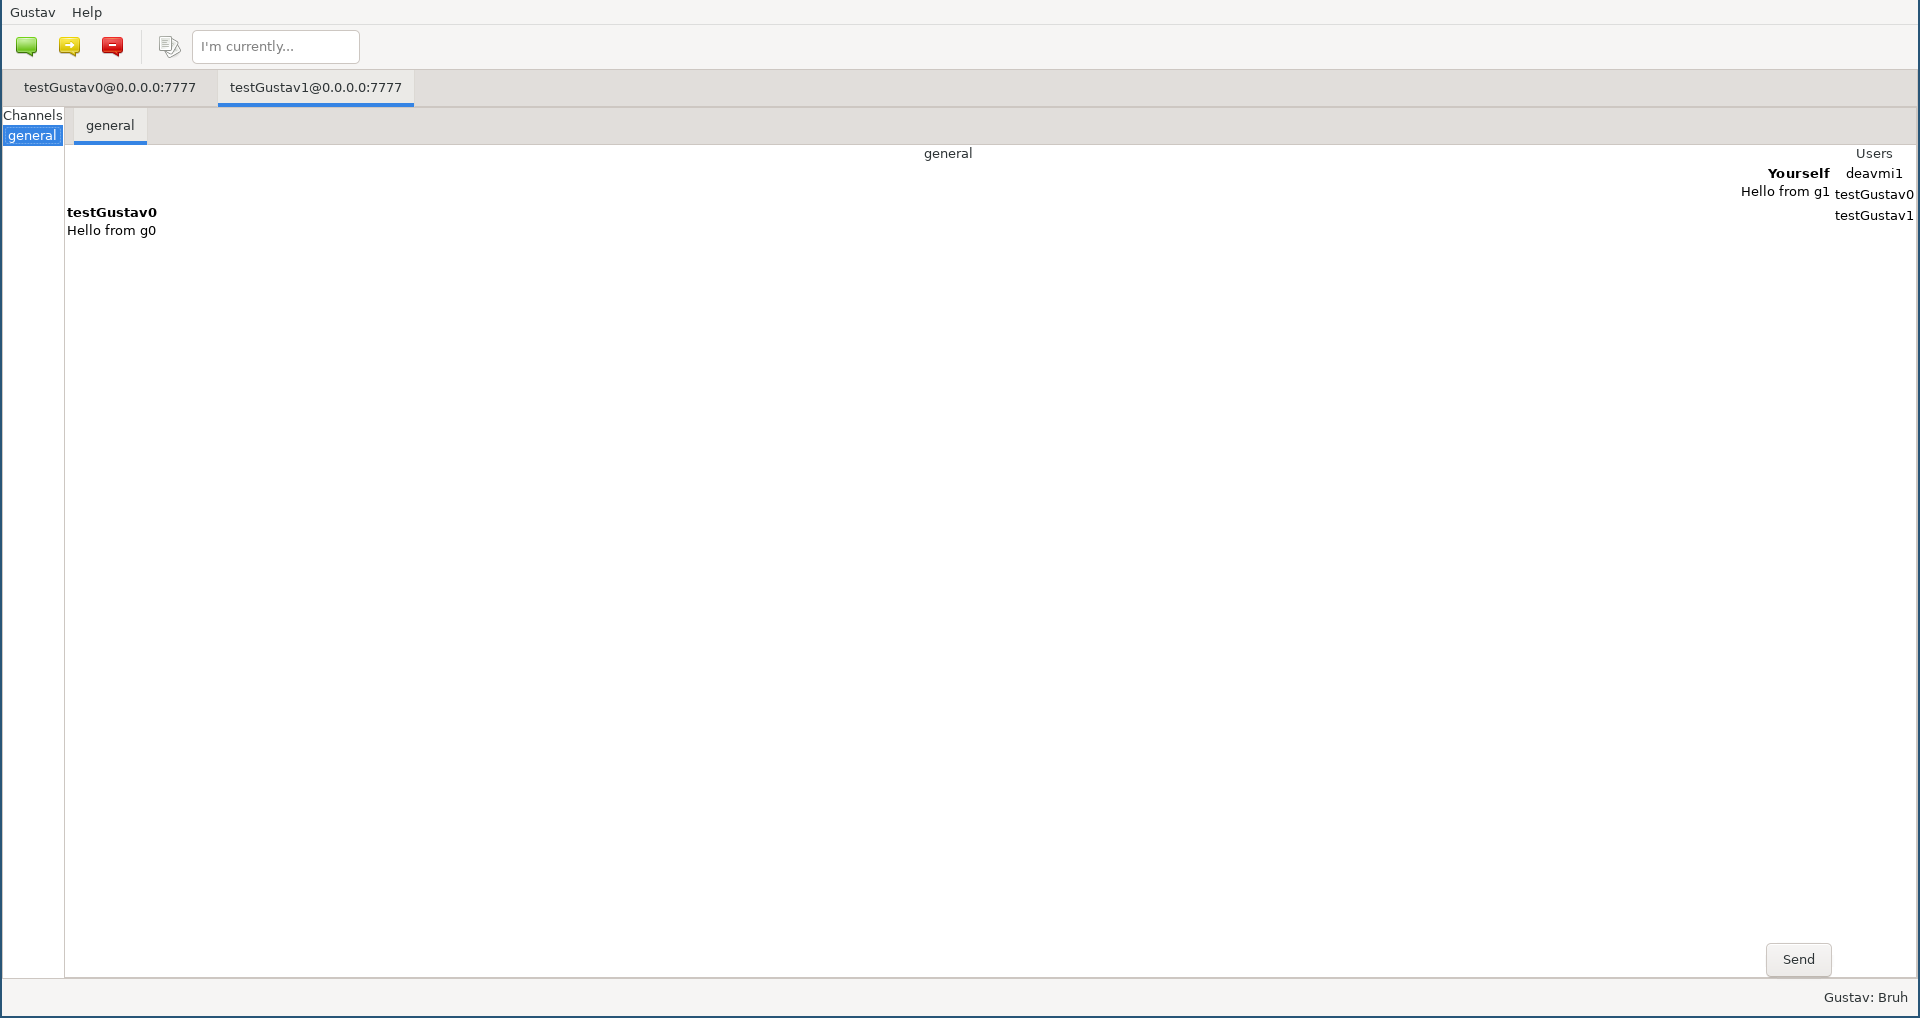 Gustav Help
I'm currently...
testGustav0@0.0.0.0:7777 testGustav1@0.0.0.0:7777
Channels
general
general
general
Users
Yourself
Hello from g1
deavmi1
testGustav0
testGustav1
testGustav0
Hello from g0
Send
Gustav: Bruh